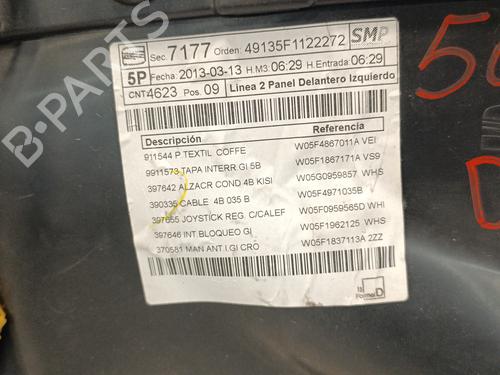 Sec. 7177 Orden: 49135F1122272 SMP
5P Fecha: 2013-03-13 H.M3: 06:29 H.Entrada: 06:29
CNT 4623 Pos. 09 Linea 2 Panel Delantero Izquierdo
Descripción Referencia
911544 P TEXTIL COFFE W05F4867011A VEI
9911573 TAPA INTERR GI 5B W05F1867171A VS9
397642 ALZACR COND 4B KISI W05G0959857 WHS
390335 CABLE 4B 035 B W05F4971035B
397655 JOYSTICK REG. C/CALEF W05F0959565D WHI
397646 INT.BLOQUEO GI W05F1962125 WHS
370581 MAN ANT.I.GI CRO W05F1837113A 2ZZ
Formel D